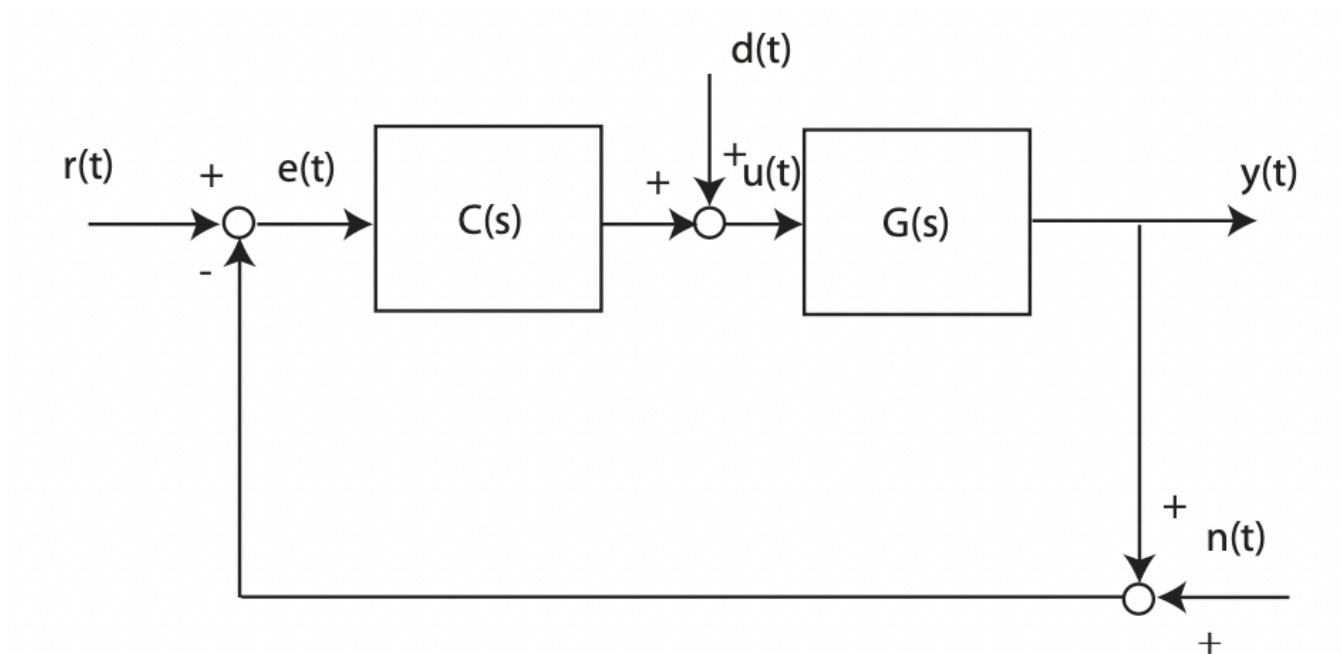 d(t)
r(t)
+
e(t)
+
+
u(t)
y(t)
C(s)
G(s)
-
+
n(t)
+